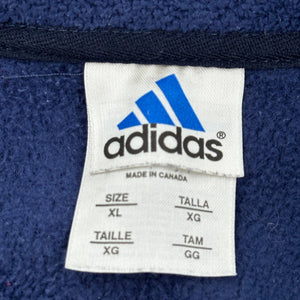 adidas®
MADE IN CANADA
SIZE TALLA
XL XG
TAILLE TAM
XG GG